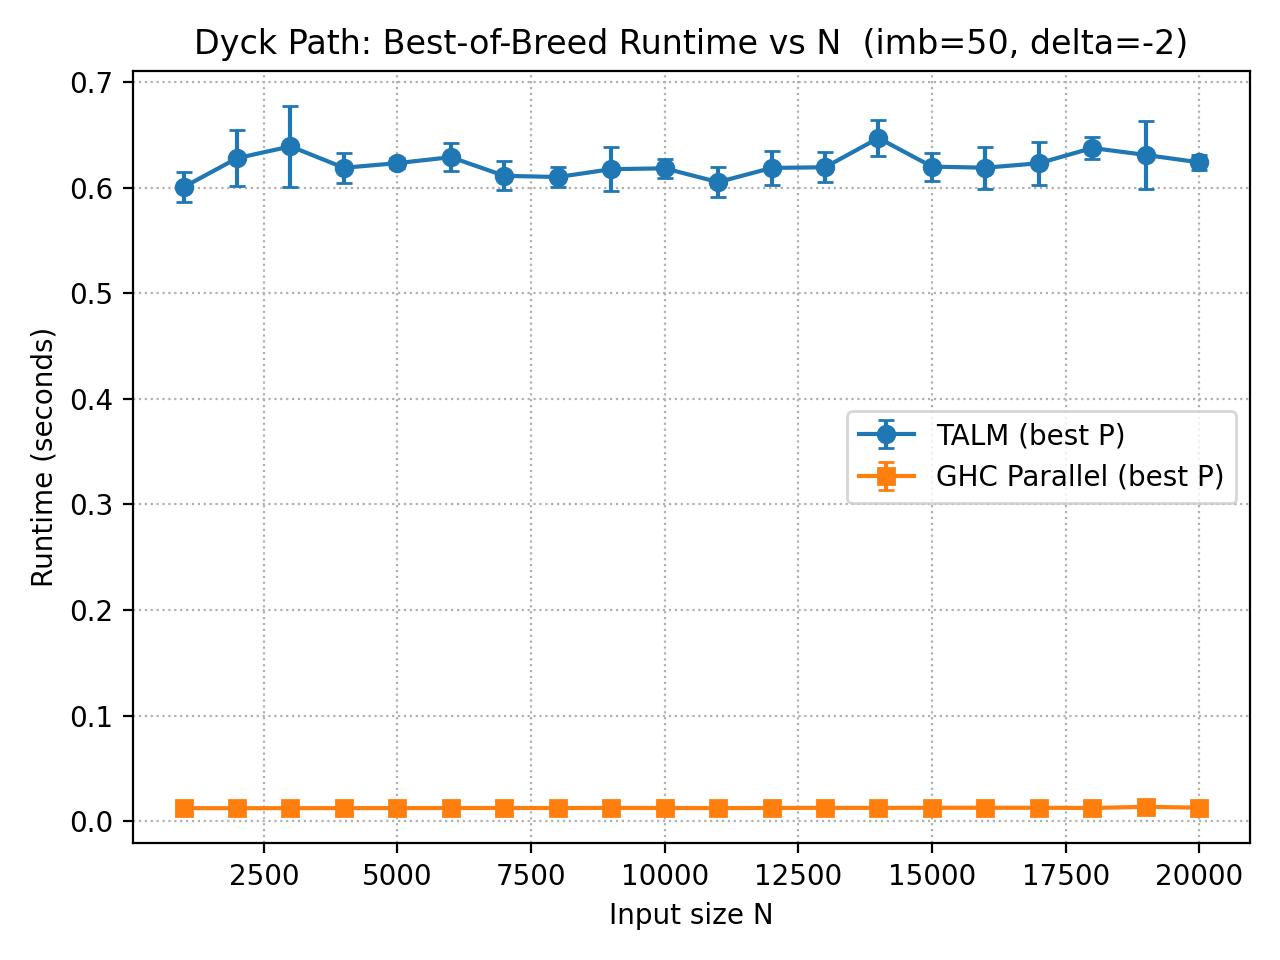 Dyck Path: Best-of-Breed Runtime vs N  (imb=50, delta=-2)
0.7
0.6
0.5
0.4
0.3
0.2
0.1
0.0
Runtime (seconds)
TALM (best P)
GHC Parallel (best P)
2500 5000 7500 10000 12500 15000 17500 20000
Input size N